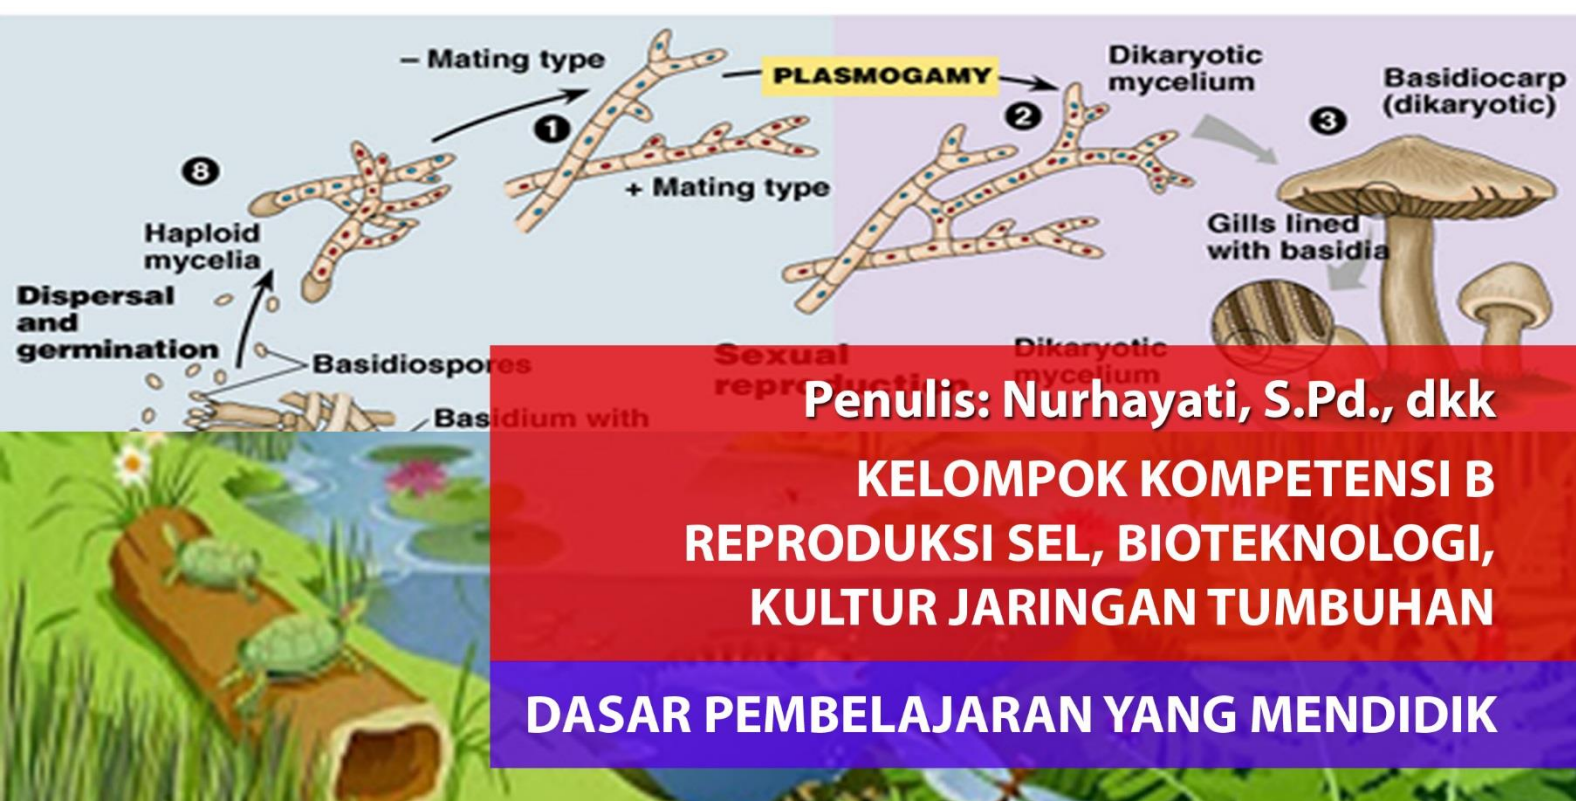 – Mating type
PLASMOGAMY
Dikaryotic
mycelium
Basidiocarp
(dikaryotic)
1
2
3
8
+ Mating type
Haploid
mycelia
Gills lined
with basidia
Dispersal
and
germination
Basidiospores
Sexual
reproduction
Dikaryotic
mycelium
Basidium with
Penulis: Nurhayati, S.Pd., dkk
KELOMPOK KOMPETENSI B
REPRODUKSI SEL, BIOTEKNOLOGI,
KULTUR JARINGAN TUMBUHAN
DASAR PEMBELAJARAN YANG MENDIDIK